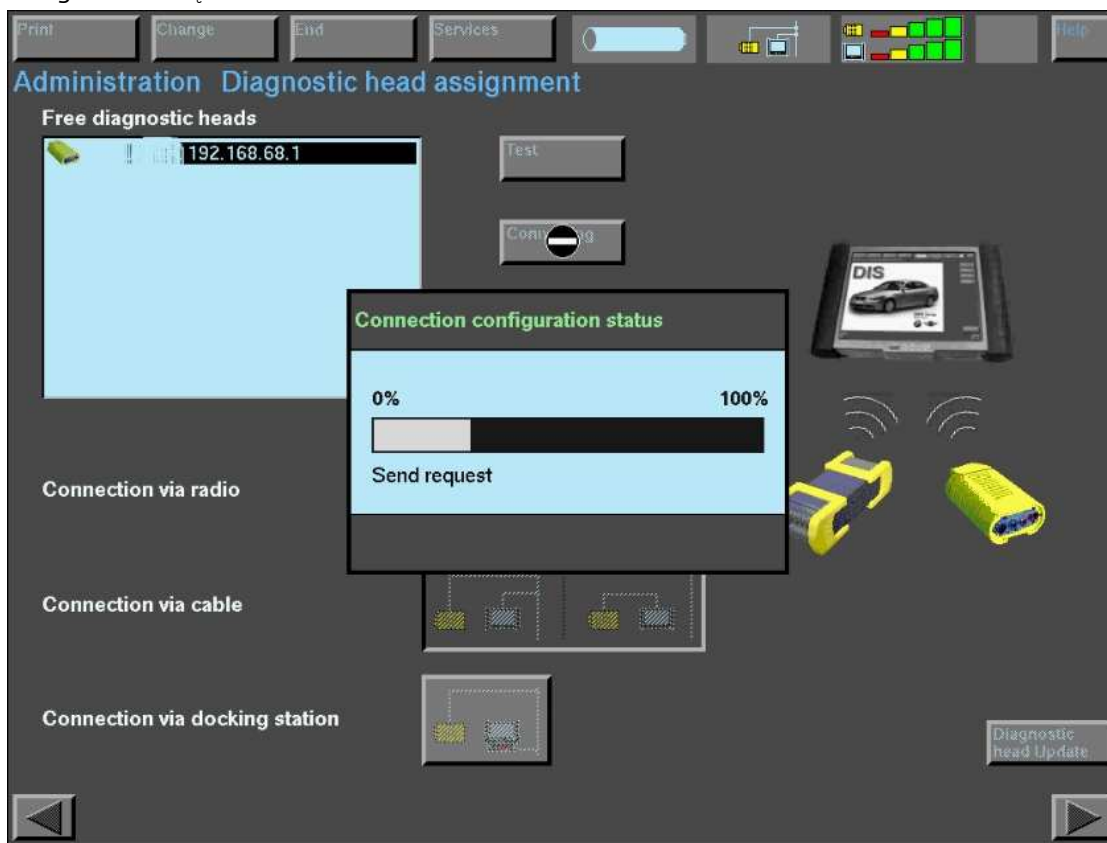 Print
Change
End
Services
Help
Administration Diagnostic head assignment
Free diagnostic heads
192.168.68.1
Test
Connection configuration status
0%
100%
Send request
DIS
Connection via radio
Connection via cable
Connection via docking station
Diagnostic
head Update